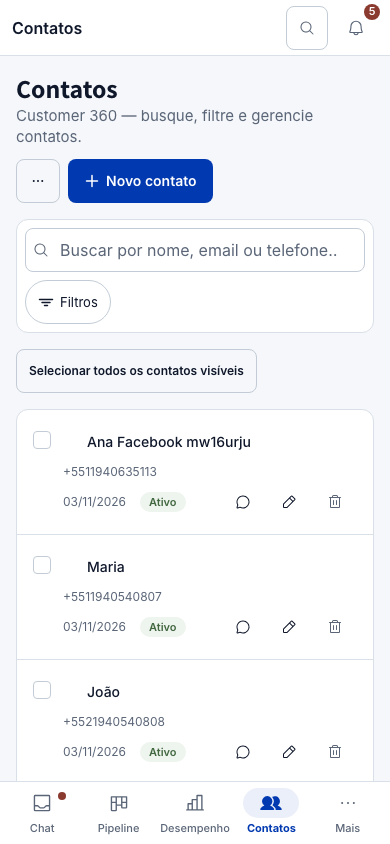 Contatos
5
Contatos
Customer 360 — busque, filtre e gerencie
contatos.
...
Novo contato
Buscar por nome, email ou telefone..
Filtros
Selecionar todos os contatos visíveis
Ana Facebook mw16urju
+5511940635113
03/11/2026 Ativo
Maria
+5511940540807
03/11/2026 Ativo
João
+5521940540808
03/11/2026 Ativo
Chat Pipeline Desempenho Contatos Mais